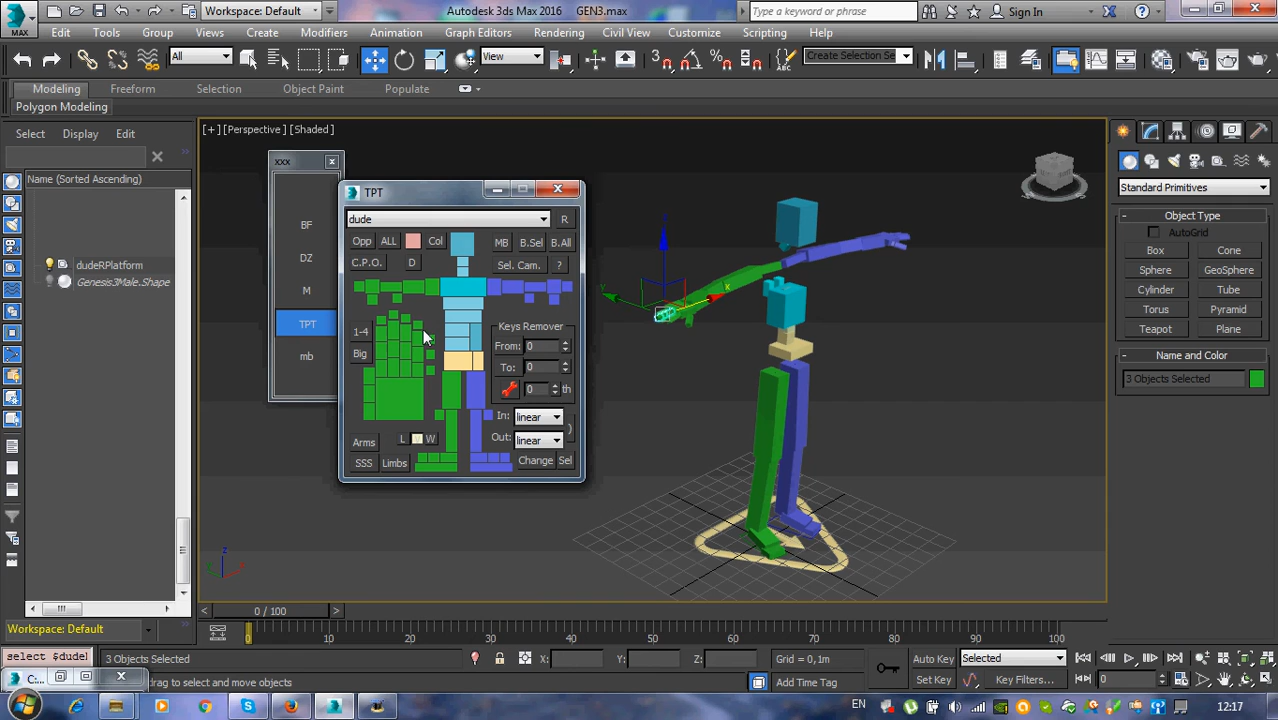 MAX
Workspace: Default
Autodesk 3ds Max 2016 GEN3.max
Type a keyword or phrase
Sign In
Edit Tools Group Views Create Modifiers Animation Graph Editors Rendering Civil View Customize Scripting Help
All
View
Create Selection Se
Modeling Freeform Selection Object Paint Populate
Polygon Modeling
Select Display Edit
Name (Sorted Ascending)
dudeRPlatform
Genesis3Male.Shape
[+] [Perspective] [Shaded]
xxx
BF
DZ
M
TPT
mb
TPT
dude
R
Opp ALL Col MB B.Sel B.All
C.P.O. D Sel. Cam. ?
1-4
Big
Keys Remover
From: 0
To: 0
0 th
In: linear
Out: linear
)
Arms L M W
SSS Limbs Change Sel
x
y
z
Standard Primitives
Object Type
AutoGrid
Box Cone
Sphere GeoSphere
Cylinder Tube
Torus Pyramid
Teapot Plane
Name and Color
3 Objects Selected
z
0 / 100
Workspace: Default
0 10 20 30 40 50 60 70 80 90 100
select $dudel
3 Objects Selected
X: Y: Z:
Grid = 0,1m
Auto Key Selected
C...
drag to select and move objects
Add Time Tag
Set Key Key Filters...
0
EN
12:17